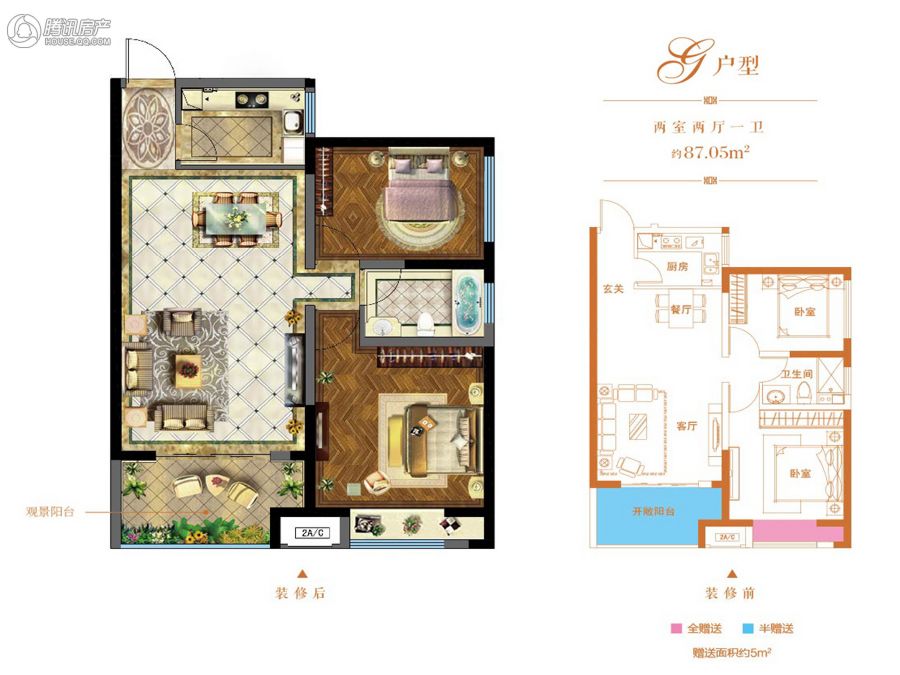 腾讯房产
HOUSE.QQ.COM
G户型
两室两厅一卫
约87.05m²
观景阳台
2A/C
装修后
厨房
玄关
餐厅
卧室
卫生间
客厅
卧室
开敞阳台
2A/C
装修前
全赠送 半赠送
赠送面积约5m²